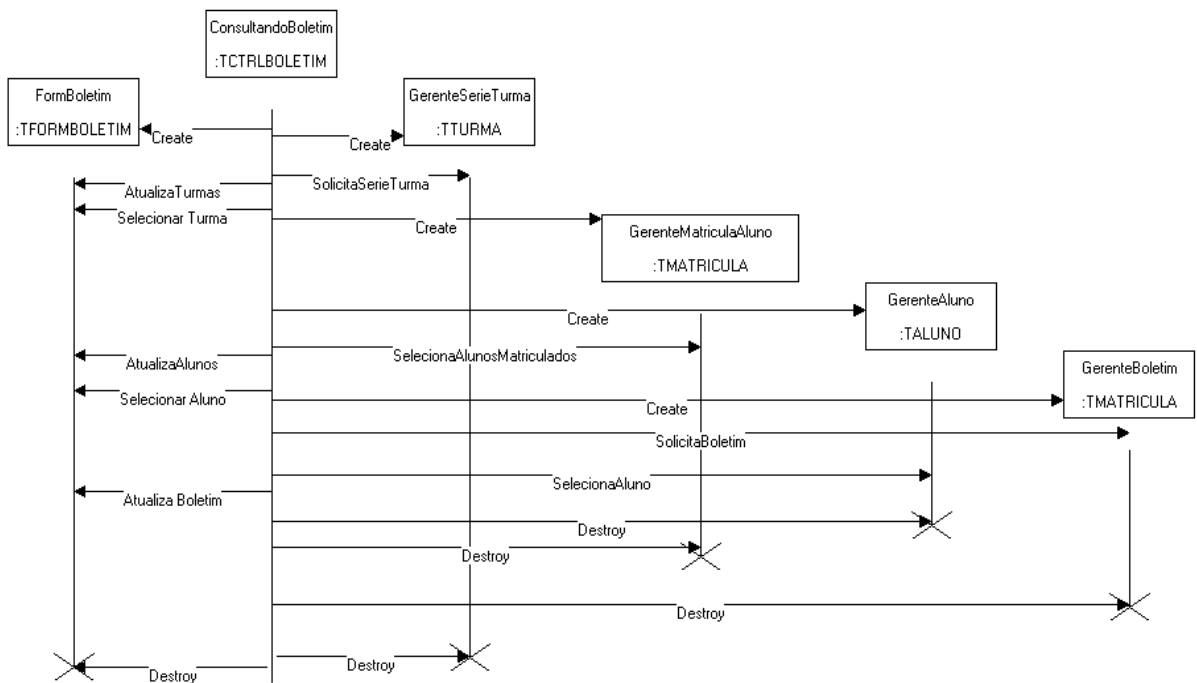 ConsultandoBoletim
:TCTRLBOLETIM
FormBoletim
:TFORMBOLETIM
GerenteSerieTurma
:TTURMA
Create
Create
AtualizaTurmas
SolicitaSerieTurma
Selecionar Turma
Create
GerenteMatriculaAluno
:TMATRICULA
GerenteAluno
:TALUNO
Create
AtualizaAlunos
SelecionaAlunosMatriculados
GerenteBoletim
:TMATRICULA
Selecionar Aluno
Create
SolicitaBoletim
SelecionaAluno
Atualiza Boletim
Destroy
Destroy
Destroy
Destroy
Destroy